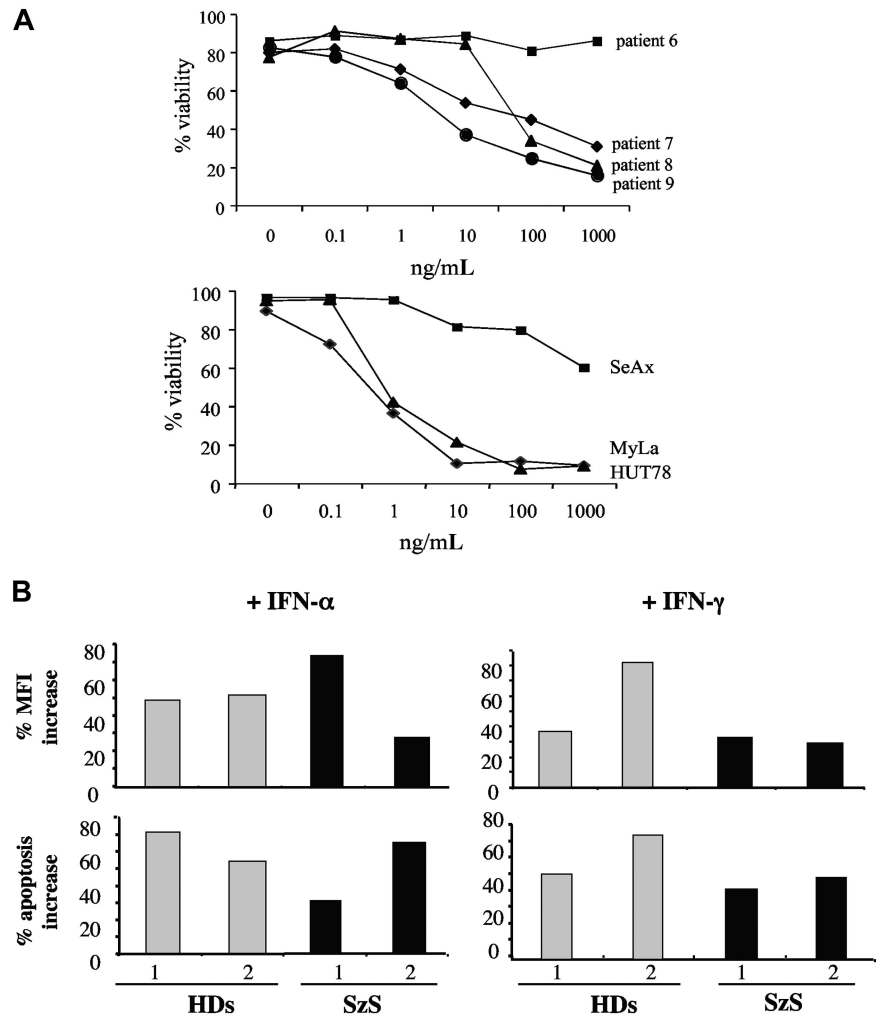 A
% viability
100
80
60
40
20
0
patient 6
patient 7
patient 8
patient 9
0 0.1 1 10 100 1000
ng/mL
% viability
100
80
60
40
20
0
SeAx
MyLa
HUT78
0 0.1 1 10 100 1000
ng/mL
B
+ IFN-α
+ IFN-γ
% MFI
increase
80
60
40
20
0
80
60
40
20
0
% apoptosis
increase
80
60
40
20
0
80
60
40
20
0
1 2 1 2
HDs SzS
1 2 1 2
HDs SzS